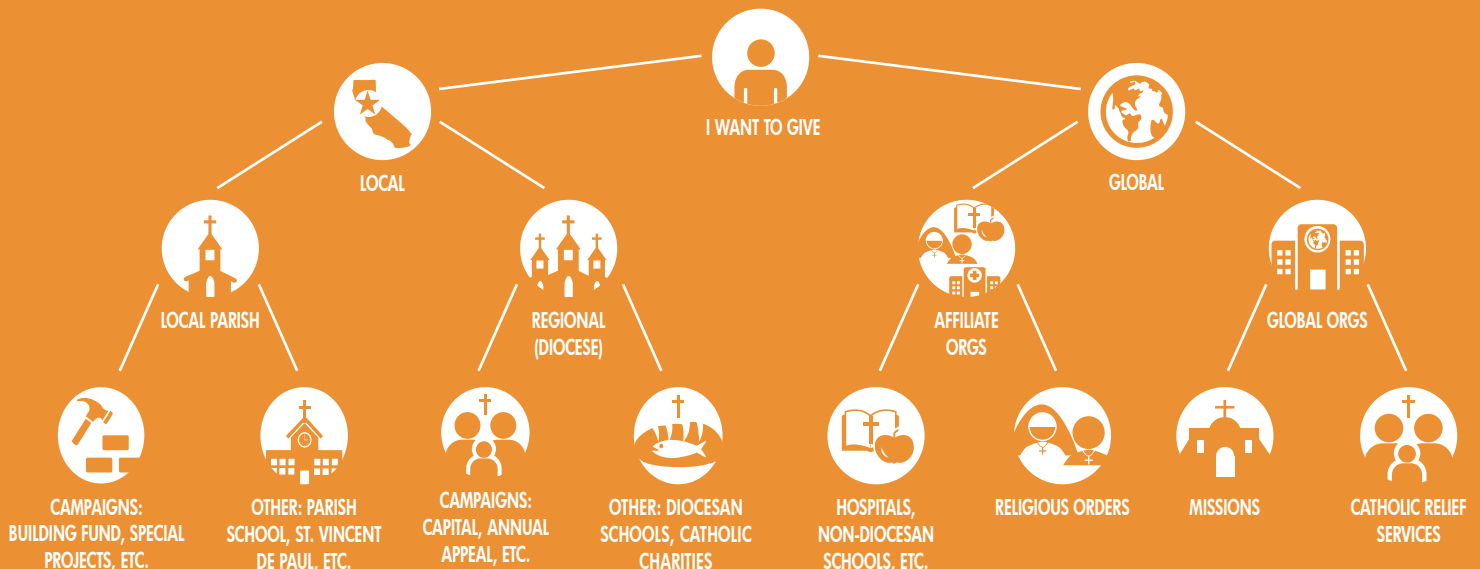 I WANT TO GIVE
LOCAL
GLOBAL
LOCAL PARISH
REGIONAL
(DIOCESE)
AFFILIATE
ORGS
GLOBAL ORGS
CAMPAIGNS:
BUILDING FUND, SPECIAL
PROJECTS, ETC.
OTHER: PARISH
SCHOOL, ST. VINCENT
DE PAUL, ETC.
CAMPAIGNS:
CAPITAL, ANNUAL
APPEAL, ETC.
OTHER: DIOCESAN
SCHOOLS, CATHOLIC
CHARITIES
HOSPITALS,
NON-DIOCESAN
SCHOOLS, ETC.
RELIGIOUS ORDERS
MISSIONS
CATHOLIC RELIEF
SERVICES